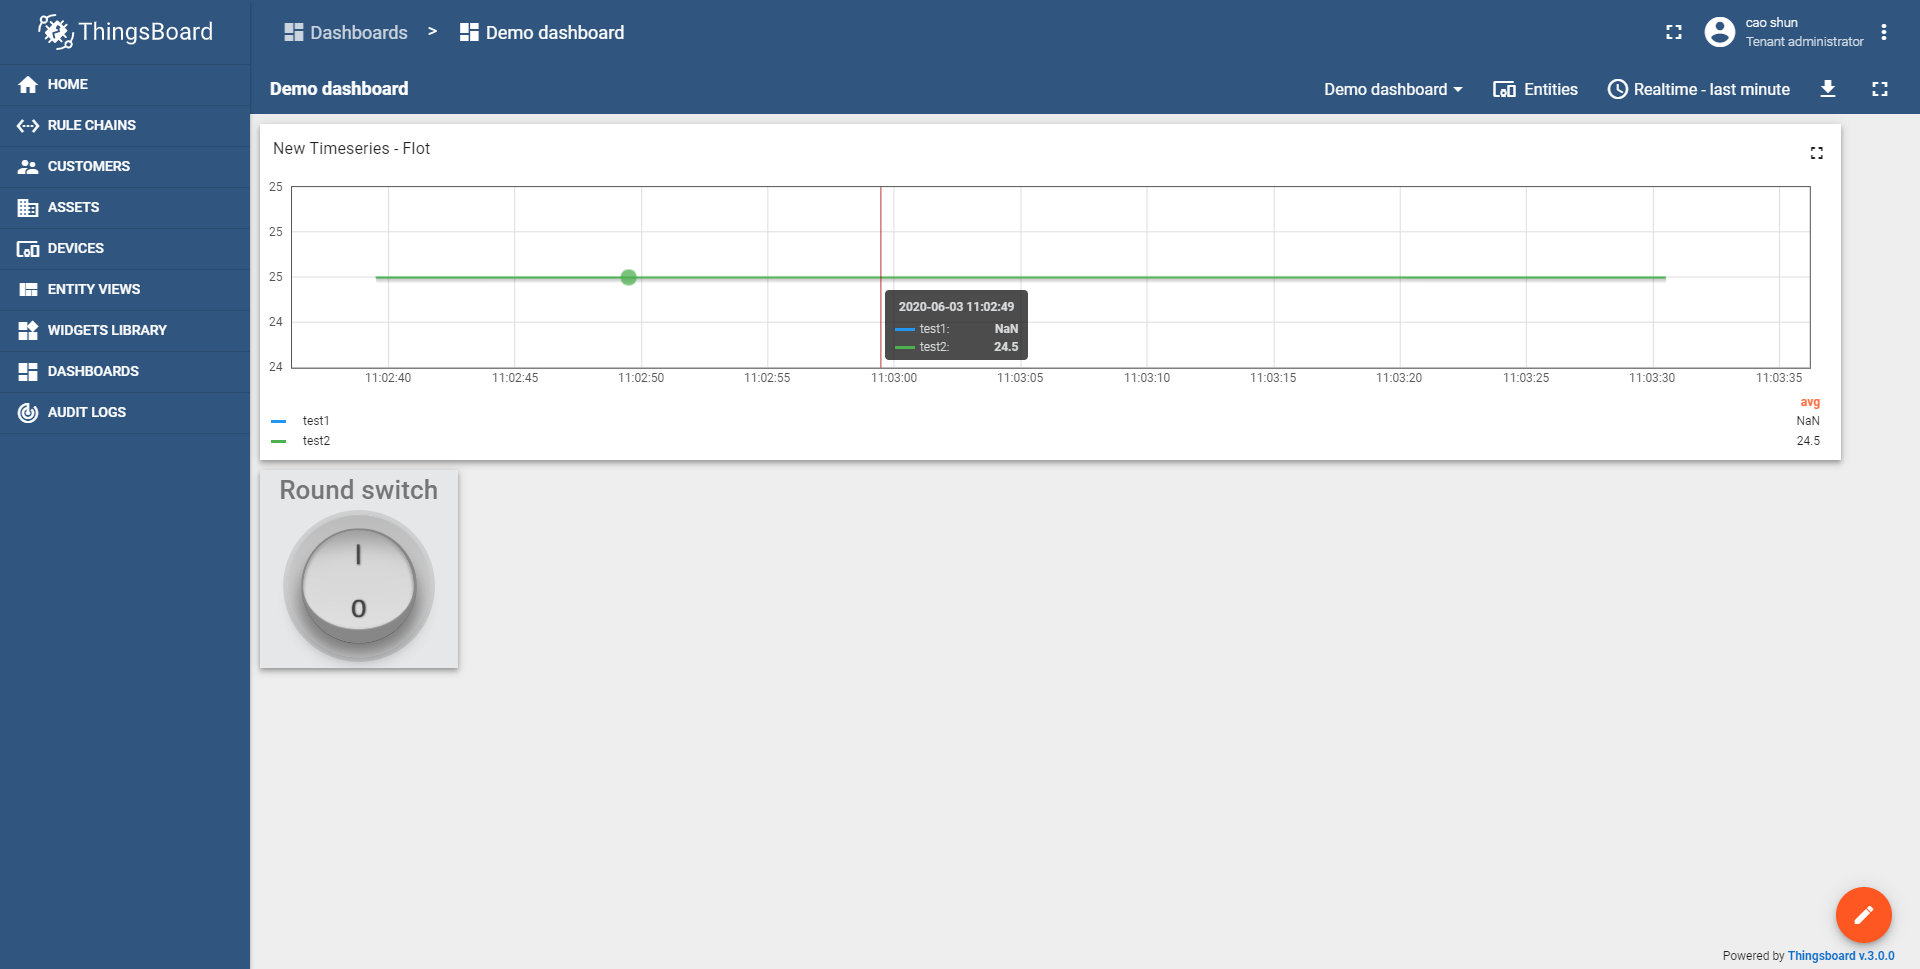 ThingsBoard
Dashboards > Demo dashboard
cao shun
Tenant administrator
HOME
RULE CHAINS
CUSTOMERS
ASSETS
DEVICES
ENTITY VIEWS
WIDGETS LIBRARY
DASHBOARDS
AUDIT LOGS
Demo dashboard
Demo dashboard Entities Realtime - last minute
New Timeseries - Flot
25
25
25
24
24
2020-06-03 11:02:49
test1: NaN
test2: 24.5
11:02:40 11:02:45 11:02:50 11:02:55 11:03:00 11:03:05 11:03:10 11:03:15 11:03:20 11:03:25 11:03:30 11:03:35
avg
test1 NaN
test2 24.5
Round switch
I
0
Powered by Thingsboard v.3.0.0